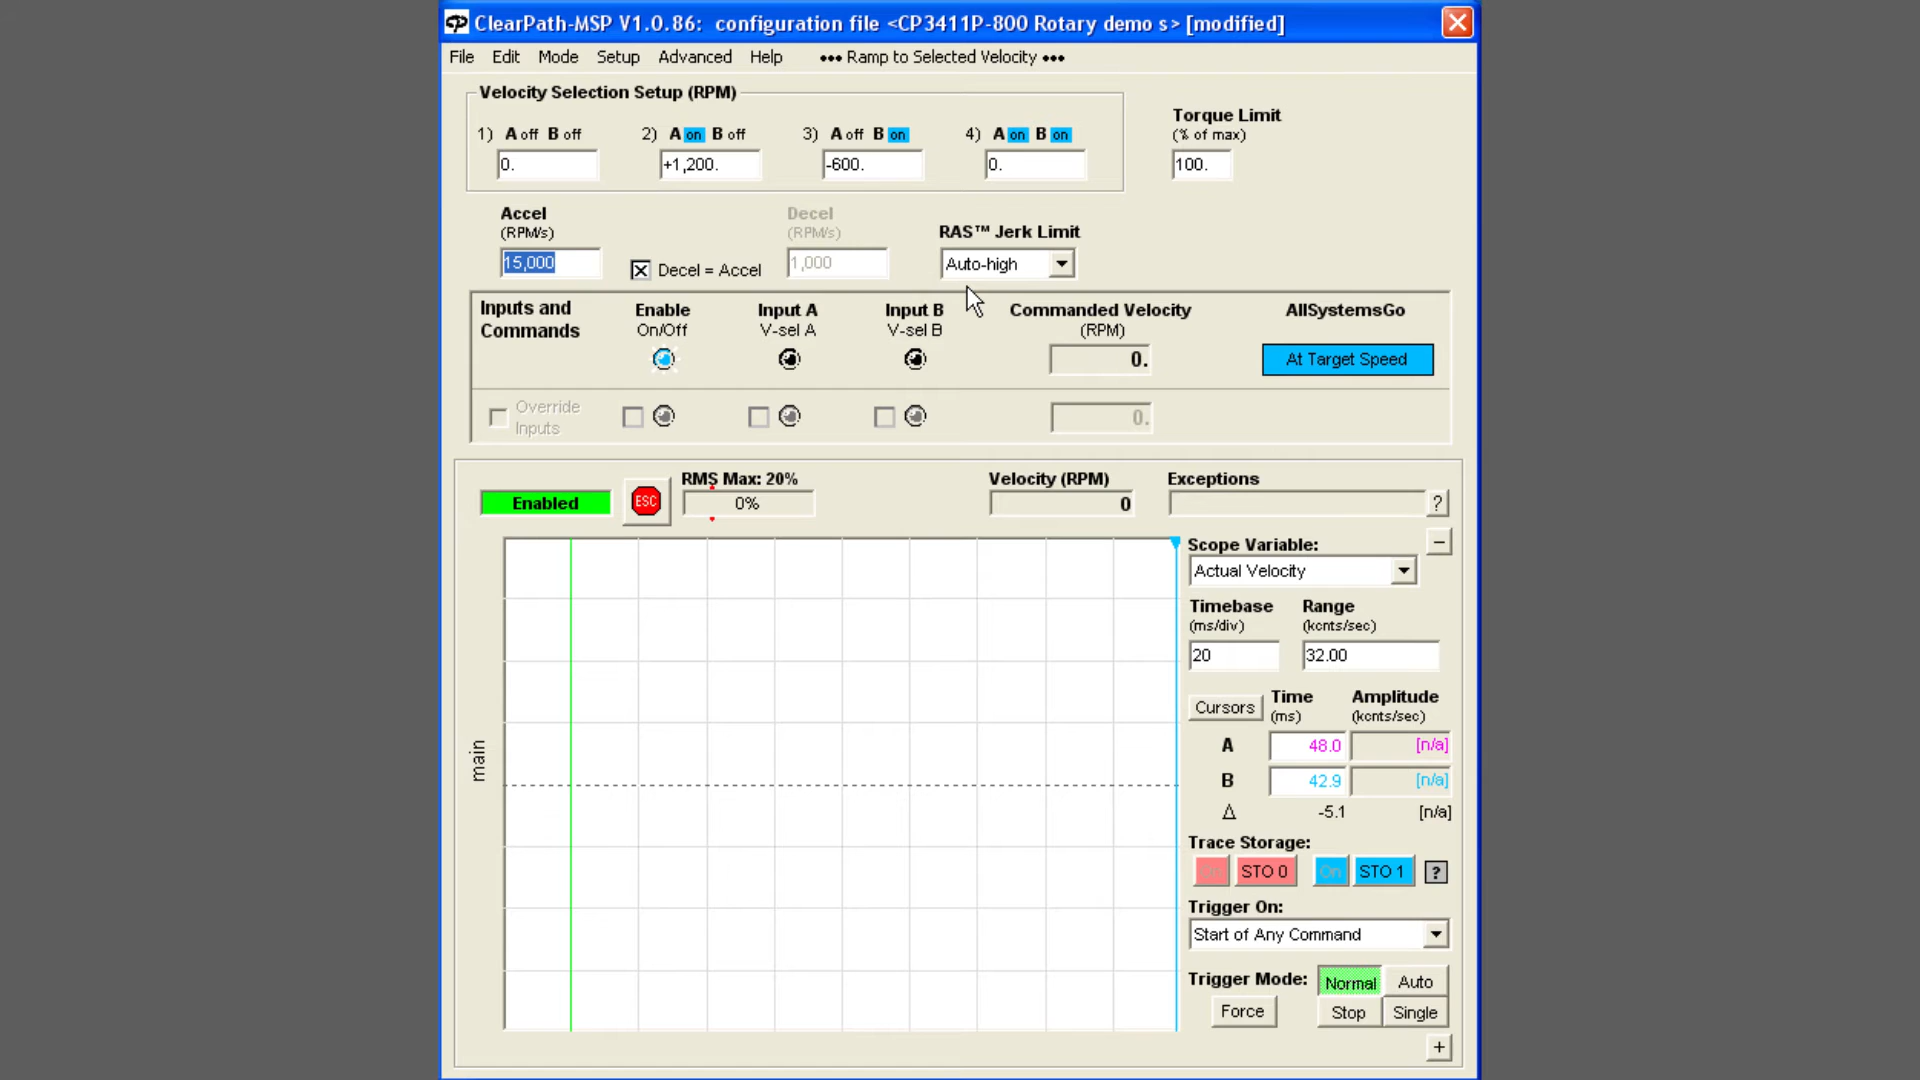 ClearPath-MSP V1.0.86: configuration file <CP3411P-800 Rotary demo s> [modified]
File Edit Mode Setup Advanced Help ••• Ramp to Selected Velocity •••
Velocity Selection Setup (RPM)
1) A off B off 2) A on B off 3) A off B on 4) A on B on
0. +1,200. -600. 0.
Torque Limit
(% of max)
100.
Accel
(RPM/s)
15,000
Decel = Accel
Decel
(RPM/s)
1,000
RAS™ Jerk Limit
Auto-high
Inputs and
Commands
Enable
On/Off
Input A
V-sel A
Input B
V-sel B
Commanded Velocity
(RPM)
0.
AllSystemsGo
At Target Speed
Override
Inputs
0.
Enabled
ESC
RMS Max: 20%
0%
Velocity (RPM)
0
Exceptions
?
main
Scope Variable:
−
Actual Velocity
Timebase
(ms/div)
20
Range
(kcnts/sec)
32.00
Cursors
Time
(ms)
Amplitude
(kcnts/sec)
A 48.0 [n/a]
B 42.9 [n/a]
Δ -5.1 [n/a]
Trace Storage:
On STO 0 On STO 1 ?
Trigger On:
Start of Any Command
Trigger Mode: Normal Auto
Force Stop Single
+